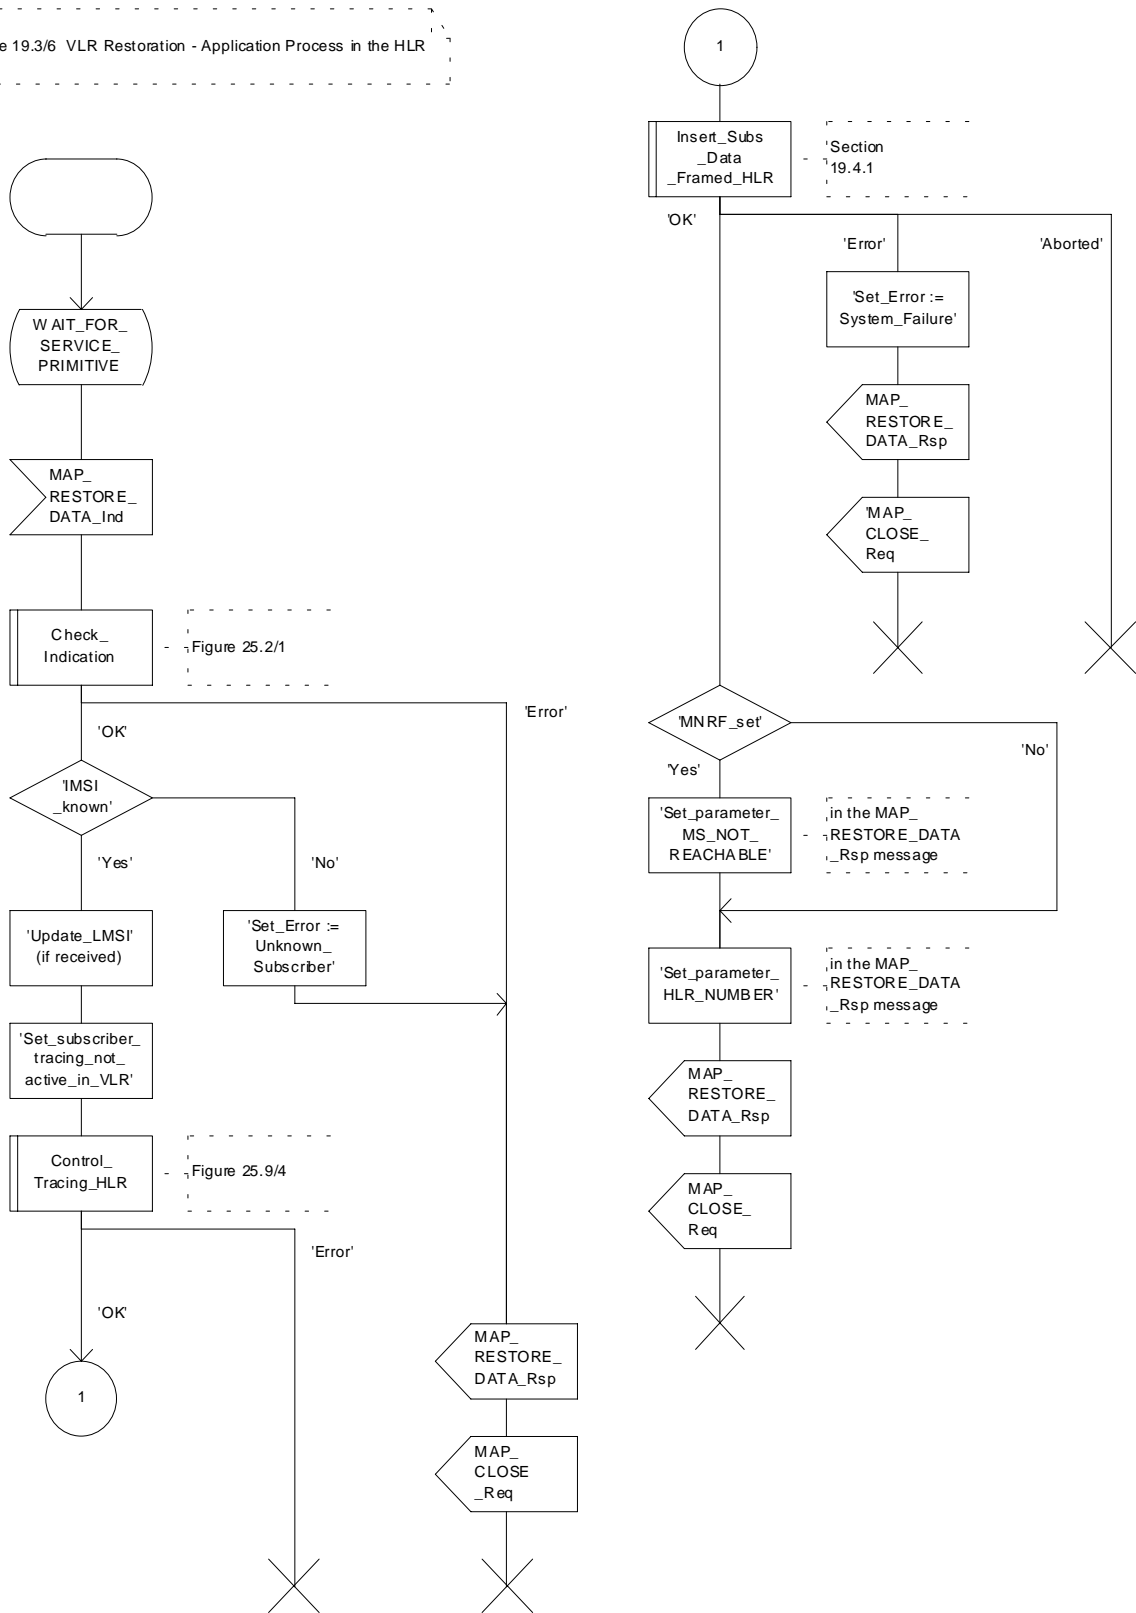 e 19.3/6 VLR Restoration - Application Process in the HLR
WAIT_FOR_
SERVICE_
PRIMITIVE
MAP_
RESTORE_
DATA_Ind
Check_
Indication
Figure 25.2/1
'Error'
'OK'
'IMSI
_known'
'Yes'
'No'
'Update_LMSI'
(if received)
'Set_Error :=
Unknown_
Subscriber'
'Set_subscriber_
tracing_not_
active_in_VLR'
Control_
Tracing_HLR
Figure 25.9/4
'Error'
'OK'
1
MAP_
RESTORE_
DATA_Rsp
MAP_
CLOSE
_Req
1
Insert_Subs
_Data
_Framed_HLR
Section
19.4.1
'OK'
'Error'
'Aborted'
'Set_Error :=
System_Failure'
MAP_
RESTORE_
DATA_Rsp
'MAP_
CLOSE_
Req
'MNRF_set'
'Yes'
'No'
'Set_parameter_
MS_NOT_
REACHABLE'
in the MAP_
RESTORE_DATA
_Rsp message
'Set_parameter_
HLR_NUMBER'
in the MAP_
RESTORE_DATA
_Rsp message
MAP_
RESTORE_
DATA_Rsp
MAP_
CLOSE_
Req